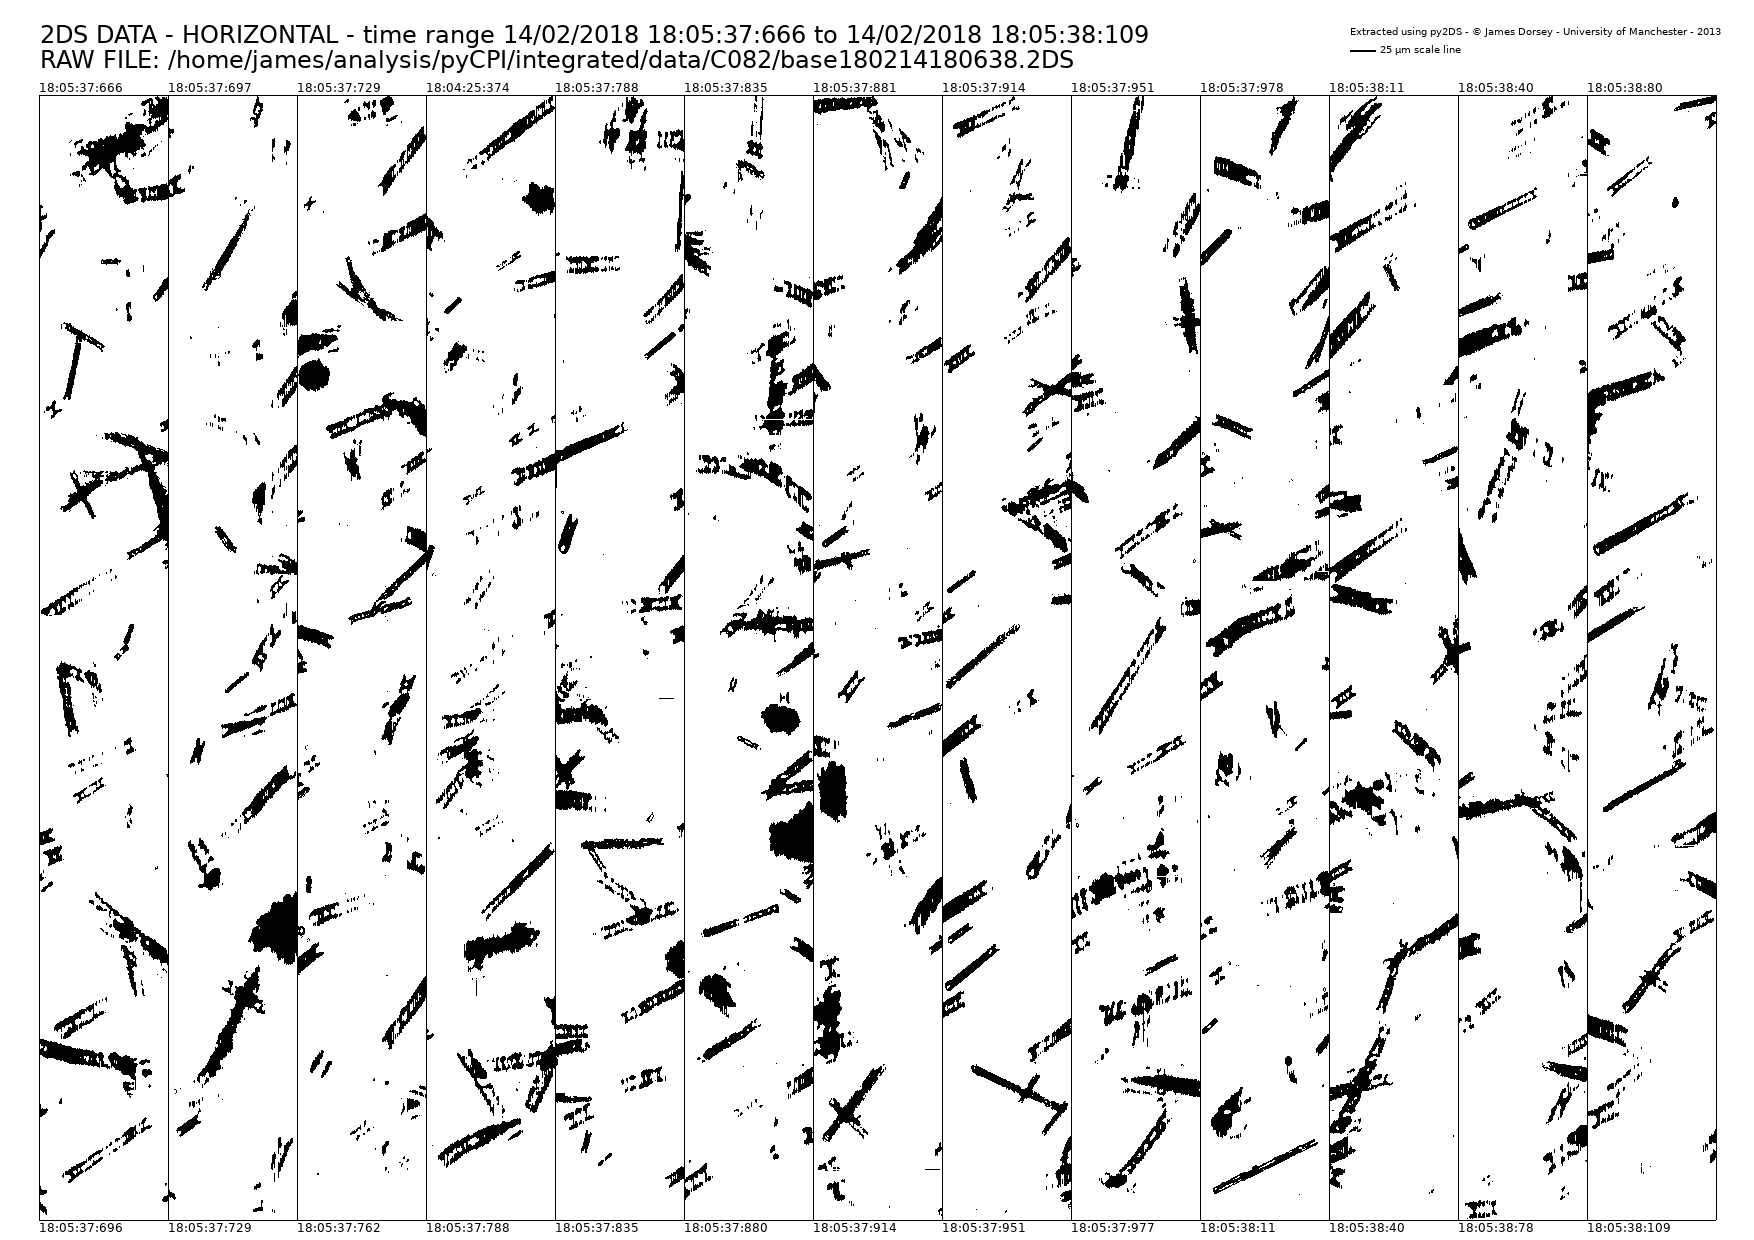 2DS DATA - HORIZONTAL - time range 14/02/2018 18:05:37:666 to 14/02/2018 18:05:38:109
RAW FILE: /home/james/analysis/pyCPI/integrated/data/C082/base180214180638.2DS
Extracted using py2DS - © James Dorsey - University of Manchester - 2013
25 µm scale line
18:05:37:666 18:05:37:697 18:05:37:729 18:04:25:374 18:05:37:788 18:05:37:835 18:05:37:881 18:05:37:914 18:05:37:951 18:05:37:978 18:05:38:11 18:05:38:40 18:05:38:80
18:05:37:696 18:05:37:729 18:05:37:762 18:05:37:788 18:05:37:835 18:05:37:880 18:05:37:914 18:05:37:951 18:05:37:977 18:05:38:11 18:05:38:40 18:05:38:78 18:05:38:109